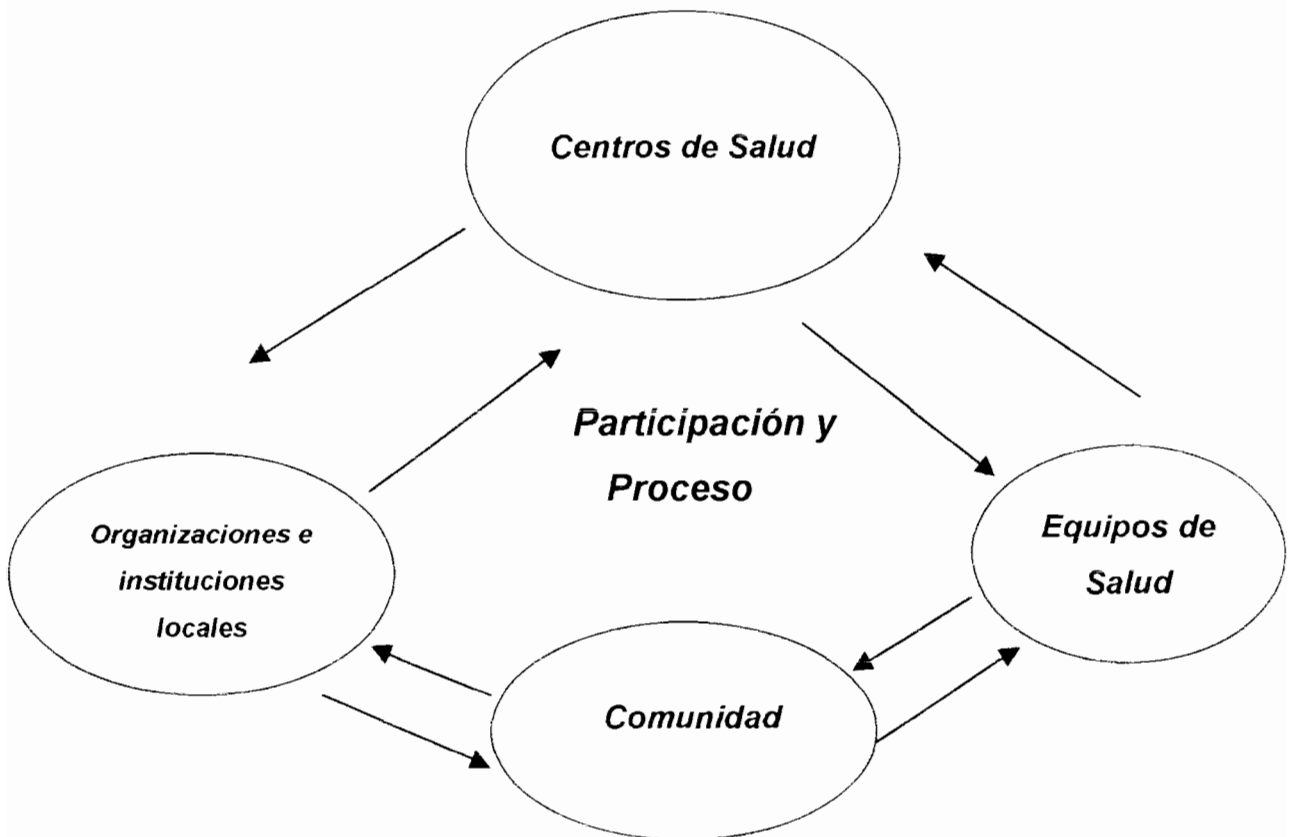 Centros de Salud
Participación y
Proceso
Organizaciones e
instituciones
locales
Equipos de
Salud
Comunidad